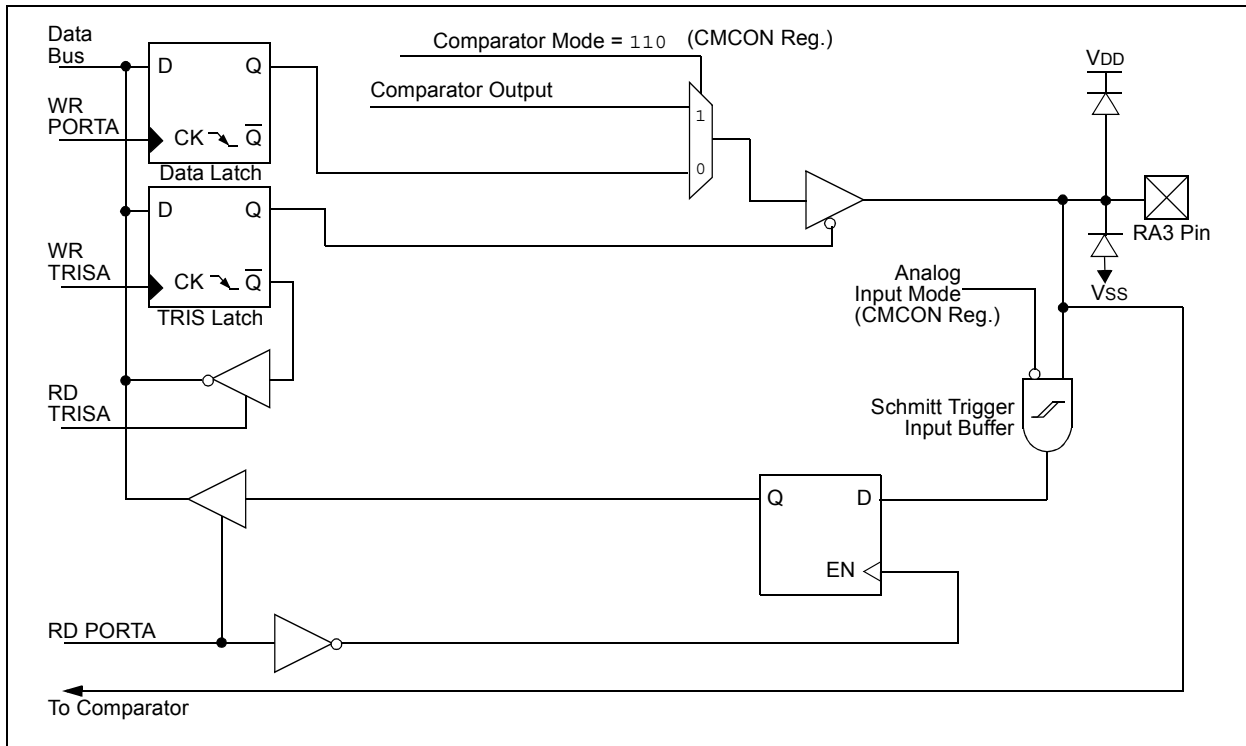 Data
Bus
D Q
WR
PORTA
CK Q
Data Latch
Comparator Mode = 110 (CMCON Reg.)
Comparator Output
1
0
VDD
RA3 Pin
VSS
D Q
WR
TRISA
CK Q
TRIS Latch
RD
TRISA
Analog
Input Mode
(CMCON Reg.)
Schmitt Trigger
Input Buffer
Q D
EN
RD PORTA
To Comparator